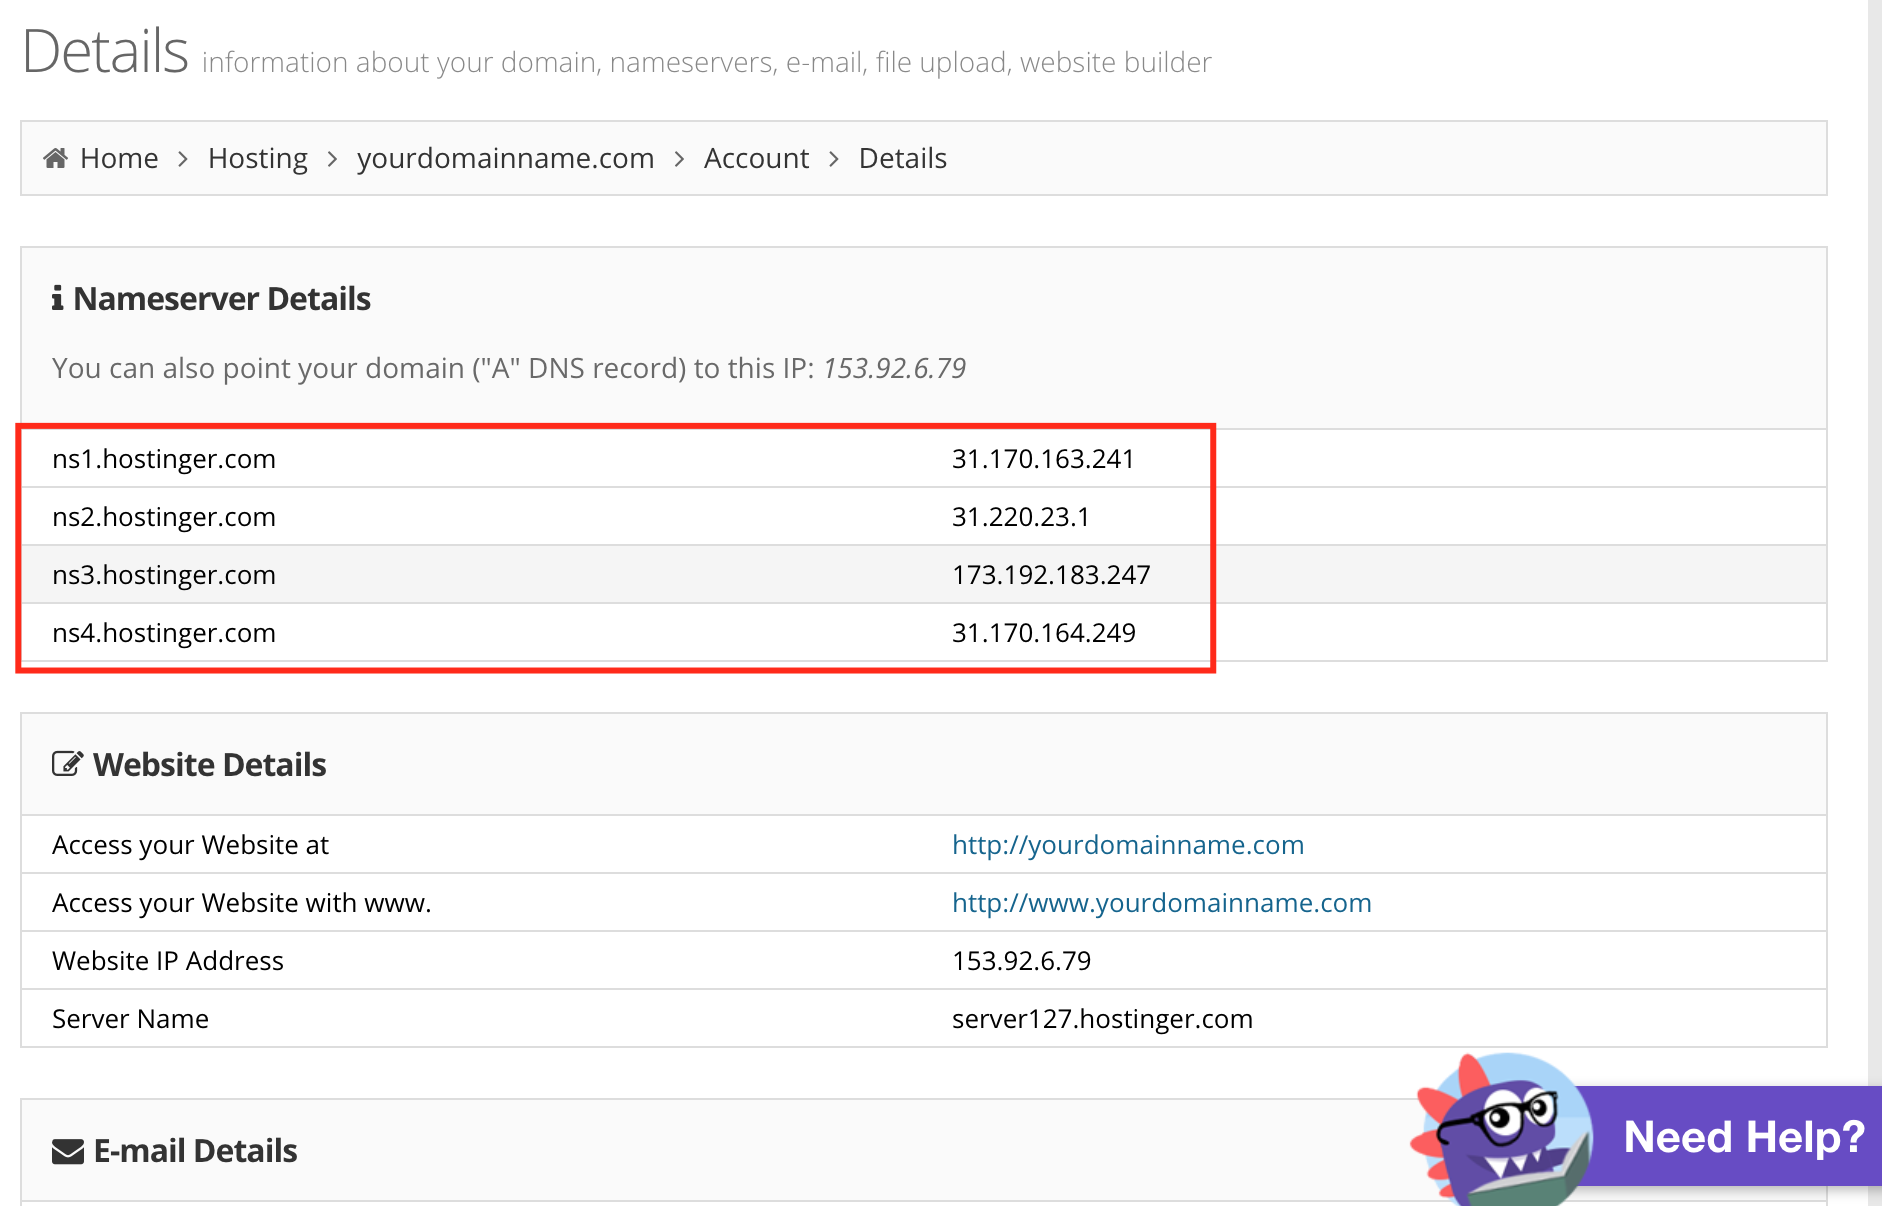 Details information about your domain, nameservers, e-mail, file upload, website builder
Home > Hosting > yourdomainname.com > Account > Details
Nameserver Details
You can also point your domain ("A" DNS record) to this IP: 153.92.6.79
ns1.hostinger.com 31.170.163.241
ns2.hostinger.com 31.220.23.1
ns3.hostinger.com 173.192.183.247
ns4.hostinger.com 31.170.164.249
Website Details
Access your Website at http://yourdomainname.com
Access your Website with www. http://www.yourdomainname.com
Website IP Address 153.92.6.79
Server Name server127.hostinger.com
E-mail Details
Need Help?